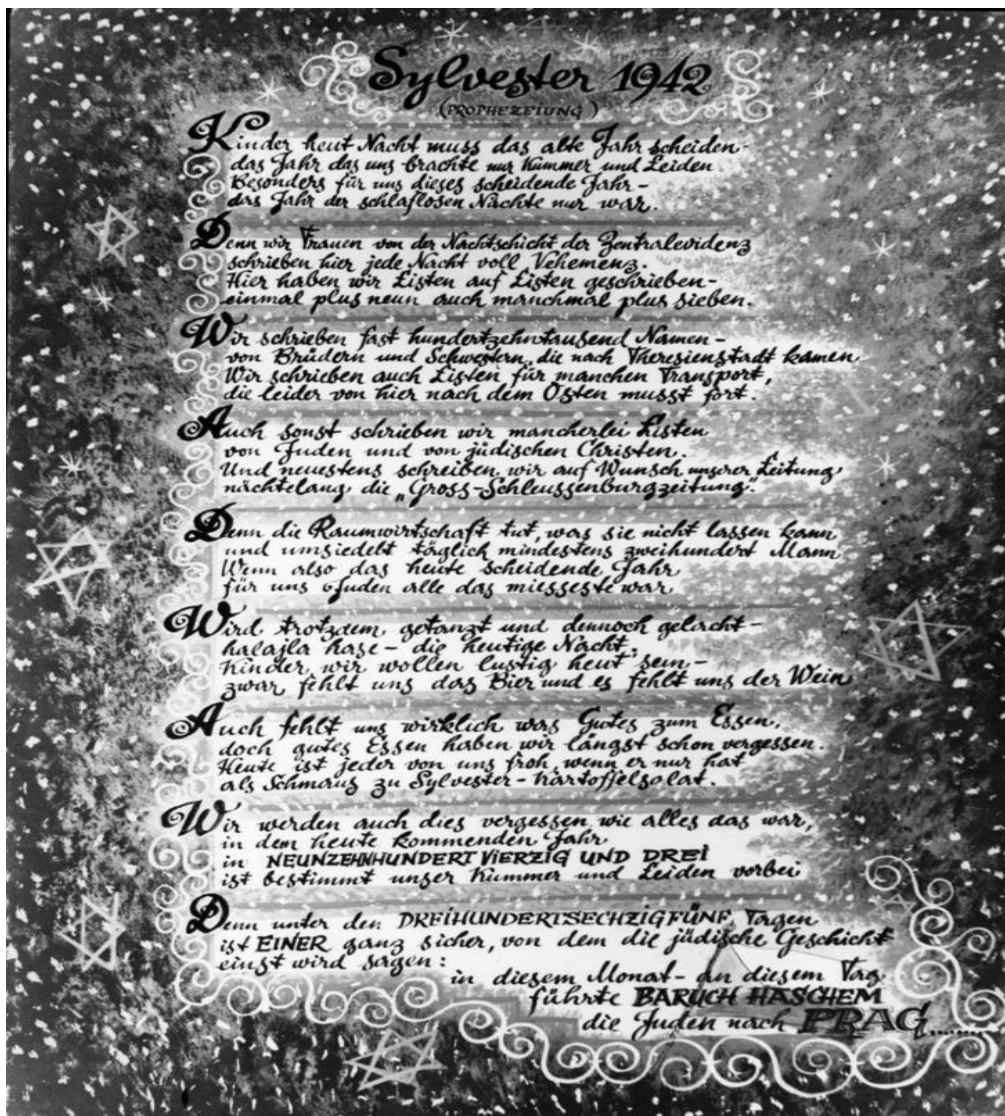 Sylvester 1942
(PROPHEZEIUNG)
Kinder heut Nacht muss das alte Jahr scheiden-
das Jahr das uns brachte nur Kummer und Leiden
Besonders für uns dieses scheidende Jahr-
das Jahr der schlaflosen Nächte nur war.
Denn wir Frauen von der Nachtschicht der Zentralevidenz
schrieben hier jede Nacht voll Vehemenz.
Hier haben wir Listen auf Listen geschrieben-
einmal plus neun auch manchmal plus sieben.
Wir schrieben fast hundertzehntausend Namen-
von Brüdern und Schwestern, die nach Theresienstadt kamen
Wir schrieben auch Listen für manchen Transport,
die leider von hier nach dem Osten musst fort.
Auch sonst schrieben wir mancherlei Listen
von Juden und von jüdischen Christen.
Und neuestens schreiben wir auf Wunsch unserer Leitung
nächtelang die „Gross-Schleussenburgzeitung."
Denn die Raumwirtschaft tut, was sie nicht lassen kann
und umsiedelt täglich mindestens zweihundert Mann
Wenn also das heute scheidende Jahr
für uns Juden alle das miesseste war
Wird trotzdem getanzt und dennoch gelacht-
halajla hase - die heutige Nacht,
Kinder, wir wollen lustig heut sein-
zwar fehlt uns das Bier und es fehlt uns der Wein
Auch fehlt uns wirklich was Gutes zum Essen,
doch gutes Essen haben wir längst schon vergessen.
Heute ist jeder von uns froh, wenn er nur hat
als Schmaus zu Sylvester - Kartoffelsalat.
Wir werden auch dies vergessen, wie alles das war,
in dem heute kommenden Jahr
in NEUNZEHNHUNDERT VIERZIG UND DREI
ist bestimmt unser Kummer und Leiden vorbei
Denn unter den DREIHUNDERTSECHZIGFÜNF Tagen
ist EINER ganz sicher, von dem die jüdische Geschicht
einst wird sagen:
in diesem Monat - an diesem Tag
führte BARUCH HASCHEM
die Juden nach PRAG........